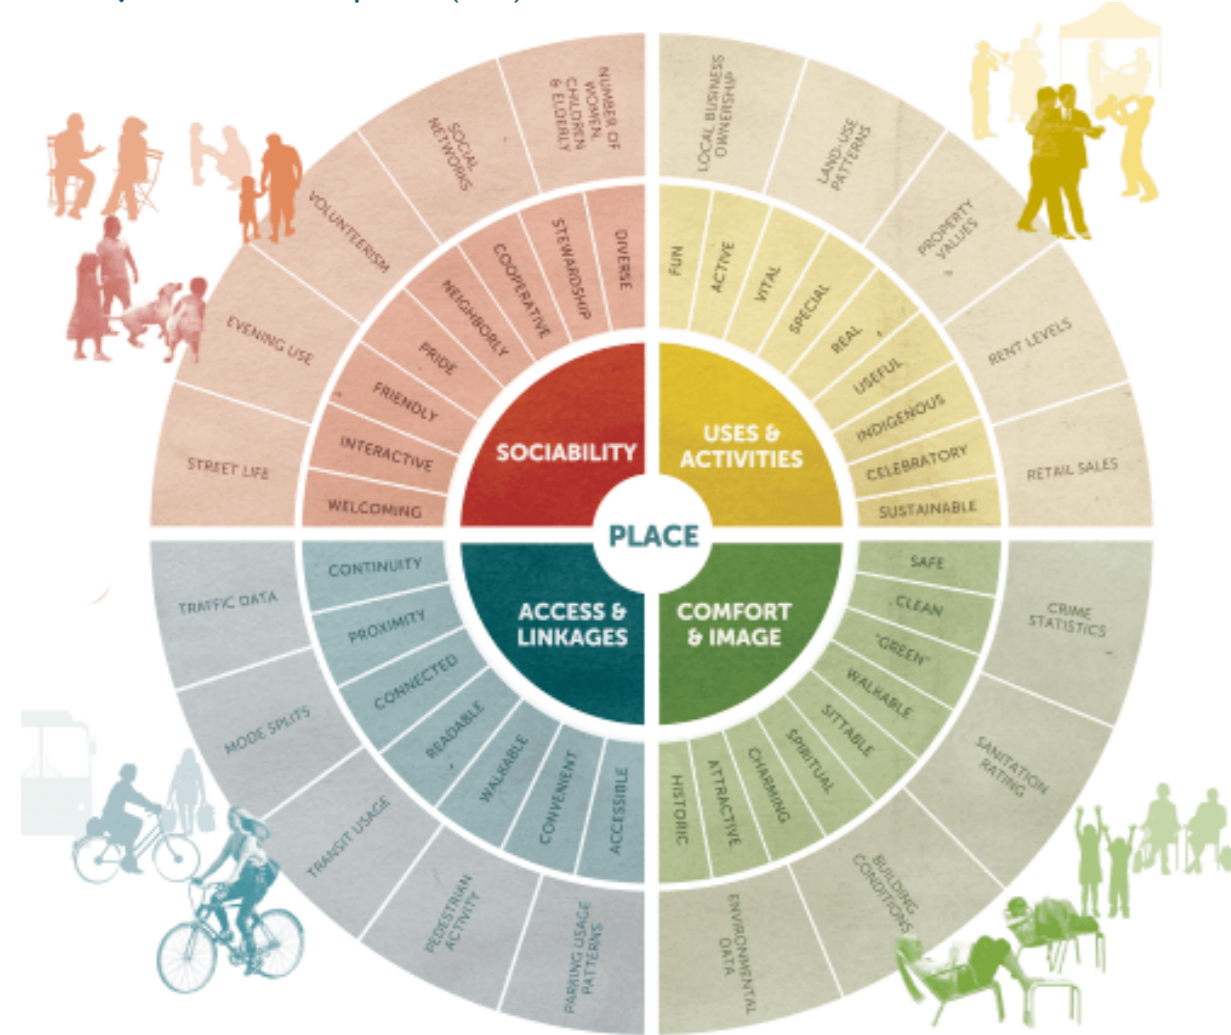 PLACE
SOCIABILITY
USES &
ACTIVITIES
ACCESS &
LINKAGES
COMFORT
& IMAGE
DIVERSE
STEWARDSHIP
COOPERATIVE
NEIGHBORLY
PRIDE
FRIENDLY
INTERACTIVE
WELCOMING
NUMBER OF
WOMEN,
CHILDREN
& ELDERLY
SOCIAL
NETWORKS
VOLUNTEERISM
EVENING USE
STREET LIFE
FUN
ACTIVE
VITAL
SPECIAL
REAL
USEFUL
INDIGENOUS
CELEBRATORY
SUSTAINABLE
LOCAL BUSINESS
OWNERSHIP
LAND-USE
PATTERNS
PROPERTY
VALUES
RENT LEVELS
RETAIL SALES
CONTINUITY
PROXIMITY
CONNECTED
READABLE
WALKABLE
CONVENIENT
ACCESSIBLE
TRAFFIC DATA
MODE SPLITS
TRANSIT USAGE
PEDESTRIAN
ACTIVITY
PARKING USAGE
PATTERNS
SAFE
CLEAN
"GREEN"
WALKABLE
SITTABLE
SPIRITUAL
CHARMING
ATTRACTIVE
HISTORIC
CRIME
STATISTICS
SANITATION
RATING
BUILDING
CONDITIONS
ENVIRONMENTAL
DATA